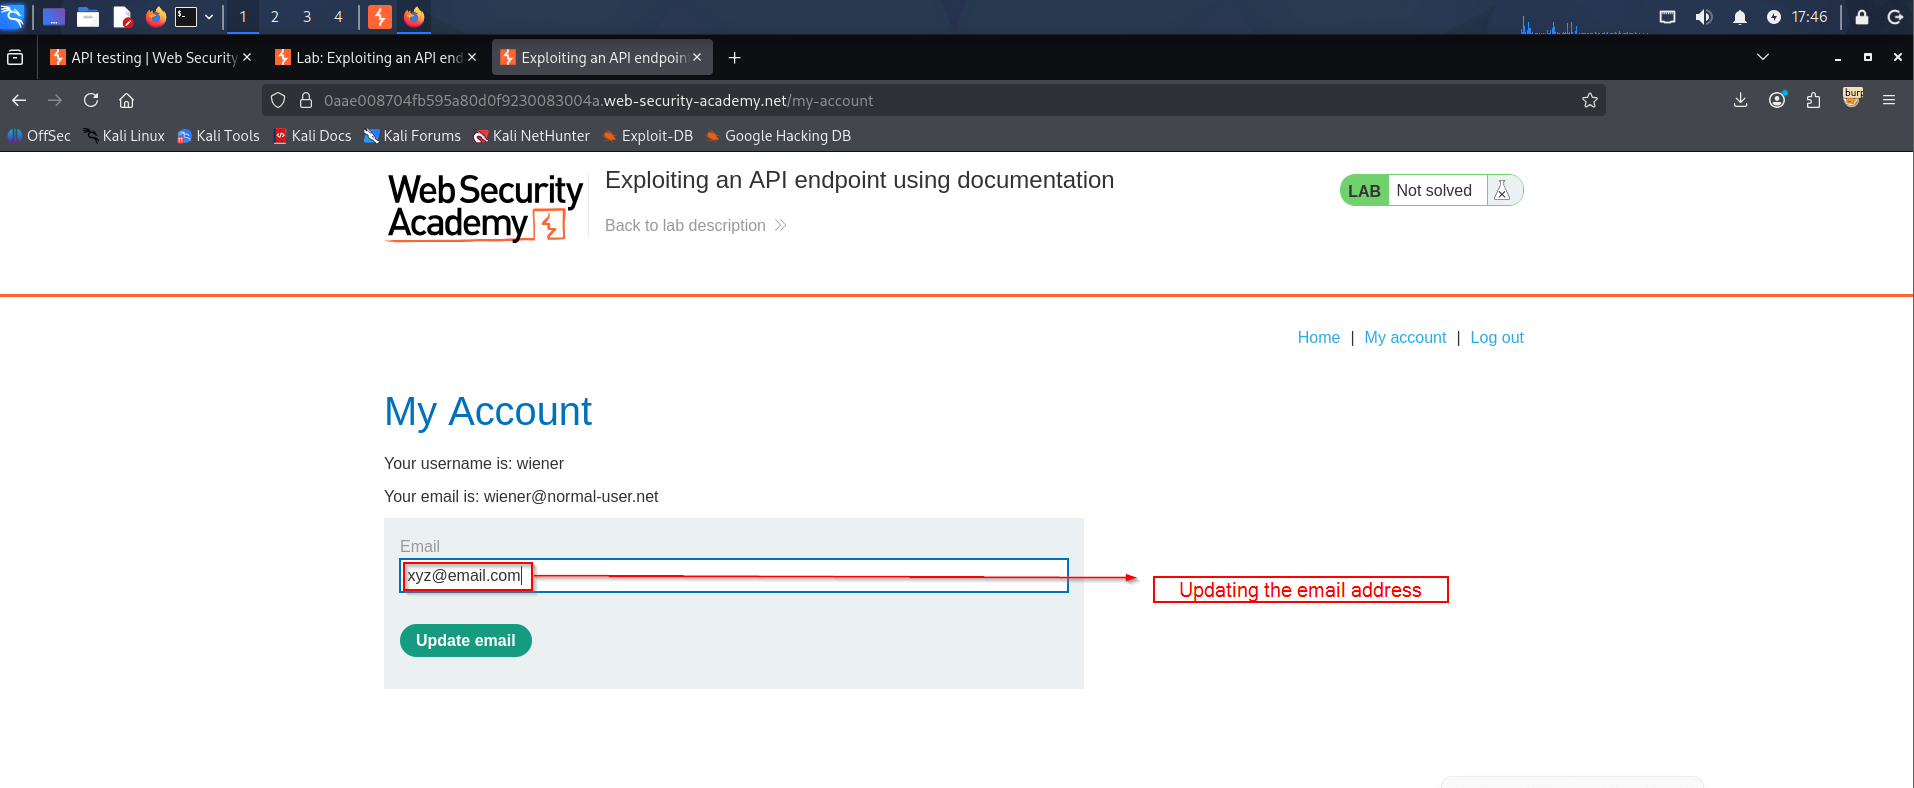 1 2 3 4 17:46
API testing | Web Security
Lab: Exploiting an API end
Exploiting an API endpoin
0aae008704fb595a80d0f9230083004a.web-security-academy.net/my-account
burp
OffSec Kali Linux Kali Tools Kali Docs Kali Forums Kali NetHunter Exploit-DB Google Hacking DB
Web Security
Academy
Exploiting an API endpoint using documentation
Back to lab description
LAB Not solved
Home | My account | Log out
My Account
Your username is: wiener
Your email is: wiener@normal-user.net
Email
xyz@email.com
Updating the email address
Update email